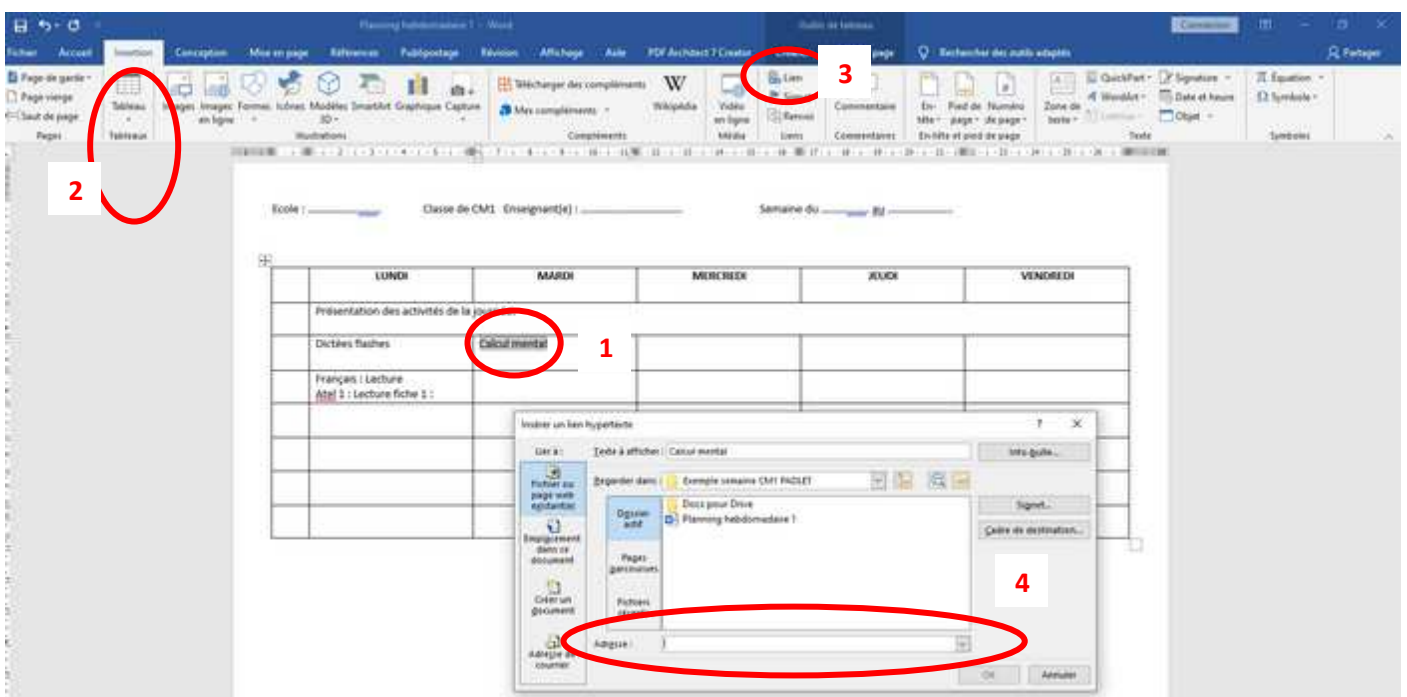 Planning hebdomadaire 1 - Word
Outils de tableau
Connexion
Fichier Accueil Insertion Conception Mise en page Références Publipostage Révision Affichage Aide PDF Architect 7 Creator page Rechercher des outils adaptés Partager
Page de garde
Page vierge
Saut de page
Pages
Tableau
Tableaux
Images Images en ligne Formes Icônes Modèles 3D SmartArt Graphique Capture
Illustrations
Télécharger des compléments
Mes compléments
Wikipédia
Compléments
Vidéo en ligne
Média
Lien
Renvoi
Liens
Commentaire
Commentaires
En-tête Pied de page Numéro de page
En-tête et pied de page
Zone de texte
QuickPart
WordArt
Signature
Date et heure
Objet
Texte
Équation
Symbole
Symboles
3
2
Ecole : Classe de CM1 Enseignant(e) : Semaine du au
LUNDI MARDI MERCREDI JEUDI VENDREDI
Présentation des activités de la
Dictées flashes Calcul mental
1
Français : Lecture
Atel 1 : Lecture fiche 1 :
Insérer un lien hypertexte ? X
Lier à : Texte à afficher : Calcul mental Info-bulle...
Fichier ou page web existant(e)
Regarder dans : Exemple semaine CM1 PADLET
Dossier actif
Docs pour Drive
Planning hebdomadaire 1
Signet...
Cadre de destination...
Emplacement dans ce document
Pages parcourues
Créer un document
Fichiers
4
Adresse de courrier
Adresse :
OK Annuler